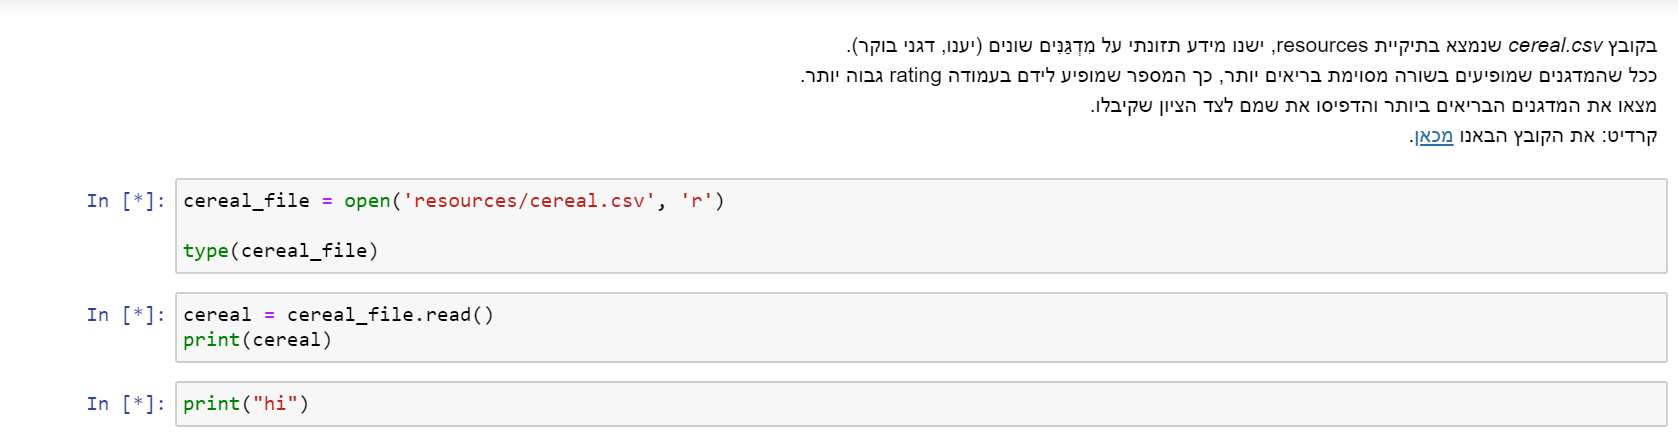 בקובץ cereal.csv שנמצא בתיקיית resources, ישנו מידע תזונתי על מִדְגַּנִּים שונים (יענו, דגני בוקר).
ככל שהמדגנים שמופיעים בשורה מסוימת בריאים יותר, כך המספר שמופיע לידם בעמודה rating גבוה יותר.
מצאו את המדגנים הבריאים ביותר והדפיסו את שמם לצד הציון שקיבלו.
קרדיט: את הקובץ הבאנו מכאן.
In [*]: cereal_file = open('resources/cereal.csv', 'r')
type(cereal_file)
In [*]: cereal = cereal_file.read()
print(cereal)
In [*]: print("hi")